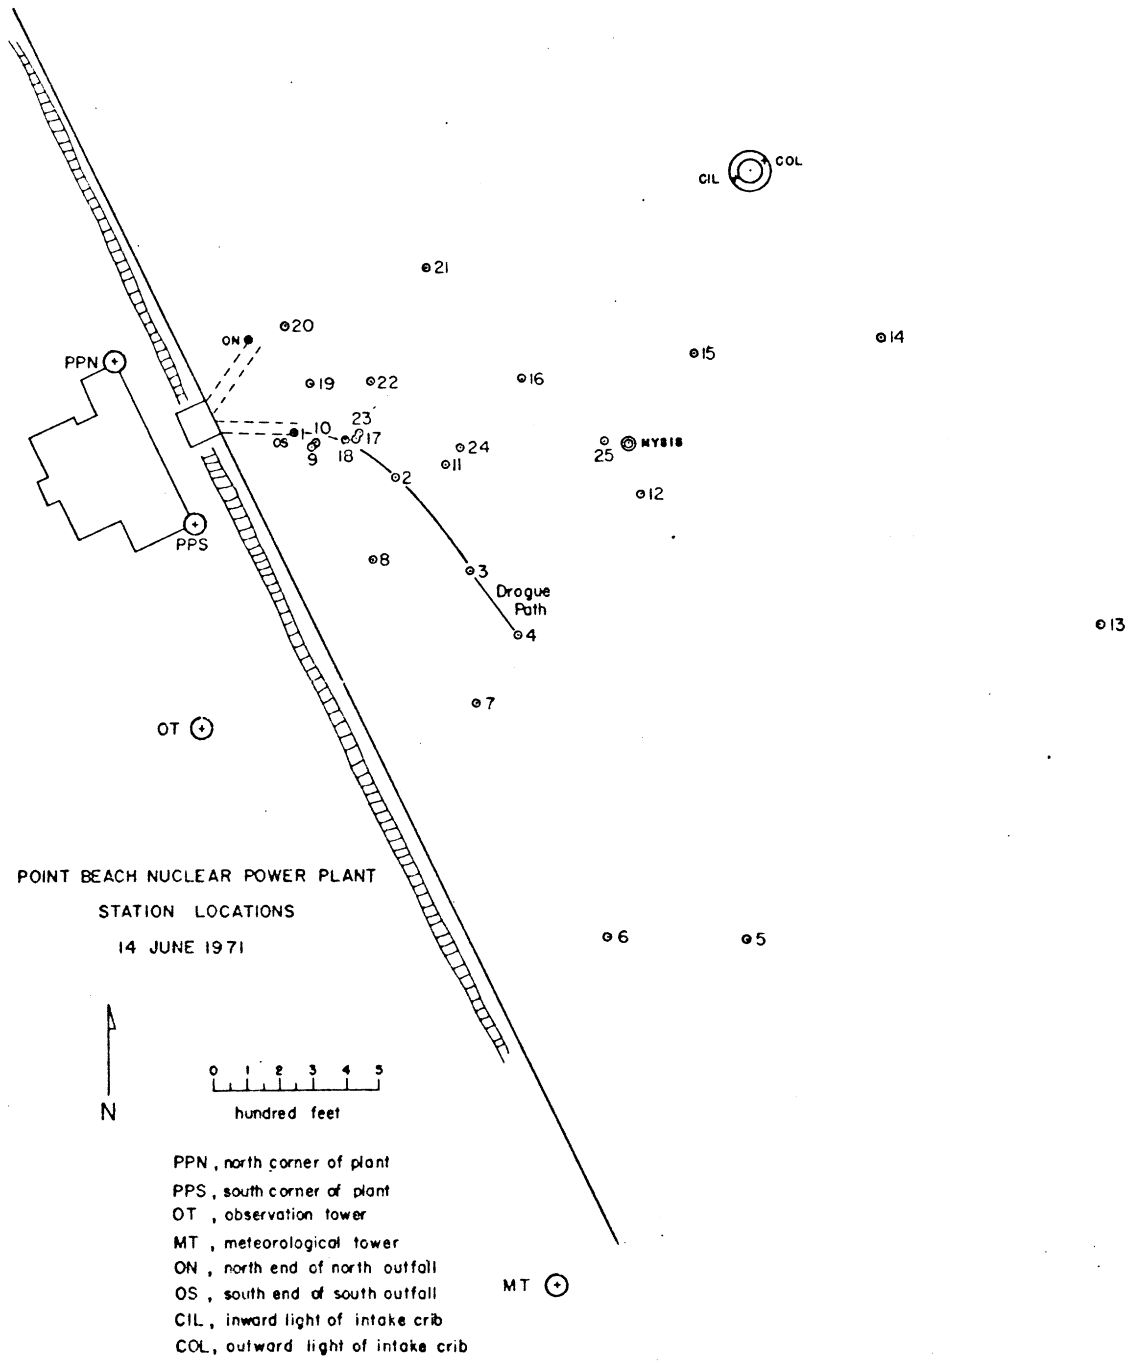 COL
CIL
21
ON
20
14
15
PPN
16
19
22
23
1
10
17
OS
18
9
24
25
MYSIS
11
2
12
PPS
8
3
Drogue
Path
4
13
7
OT
POINT BEACH NUCLEAR POWER PLANT
STATION LOCATIONS
14 JUNE 1971
6
5
N
0 1 2 3 4 5
hundred feet
PPN , north corner of plant
PPS , south corner of plant
OT , observation tower
MT , meteorological tower
ON , north end of north outfall
OS , south end of south outfall
CIL , inward light of intake crib
COL, outward light of intake crib
MT